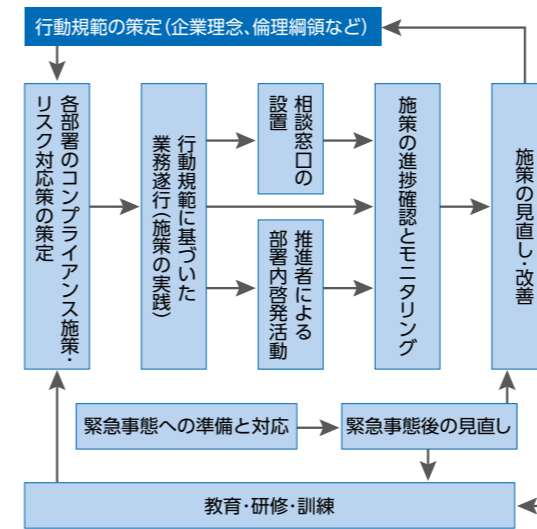 行動規範の策定(企業理念、倫理綱領など)
各部署のコンプライアンス施策・
リスク対応策の策定
行動規範に基づいた
業務遂行(施策の実践)
相談窓口の
設置
推進者による
部署内啓発活動
施策の進捗確認とモニタリング
施策の見直し・改善
緊急事態への準備と対応
緊急事態後の見直し
教育・研修・訓練